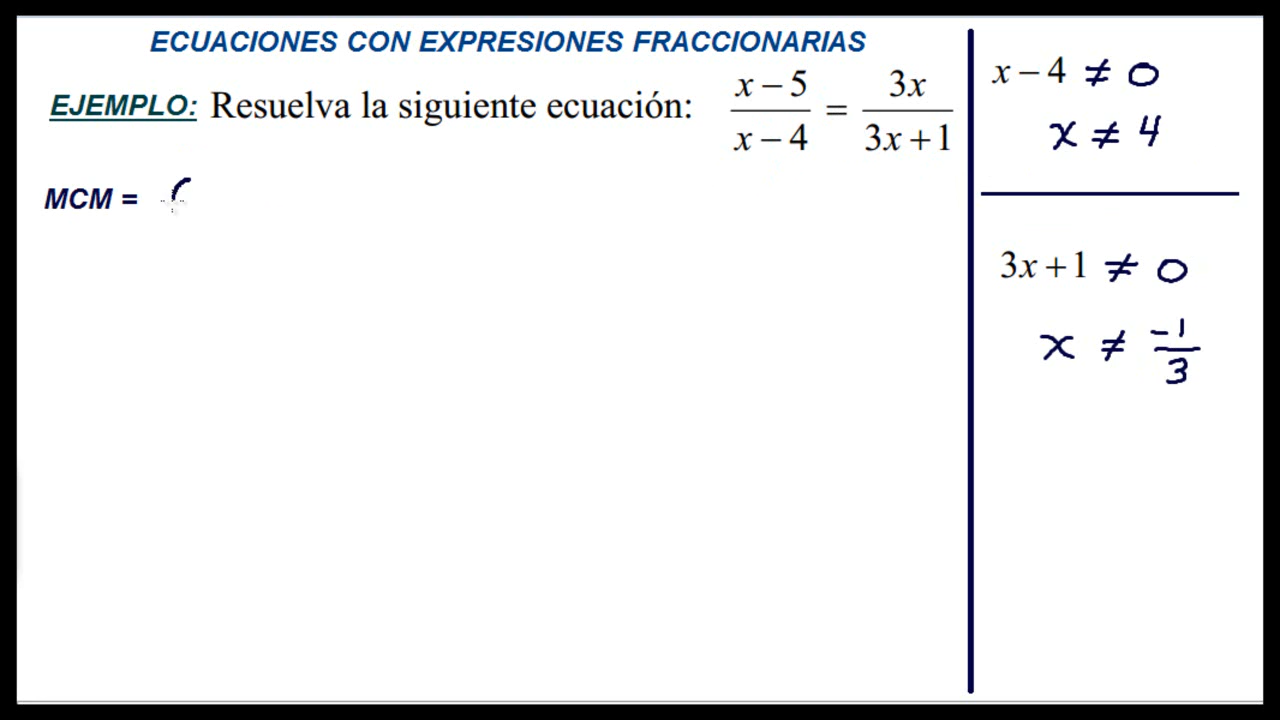 ECUACIONES CON EXPRESIONES FRACCIONARIAS
EJEMPLO: Resuelva la siguiente ecuación: (x − 5)/(x − 4) = 3x/(3x + 1)
MCM = (
x − 4 ≠ 0
x ≠ 4
3x + 1 ≠ 0
x ≠ −1/3